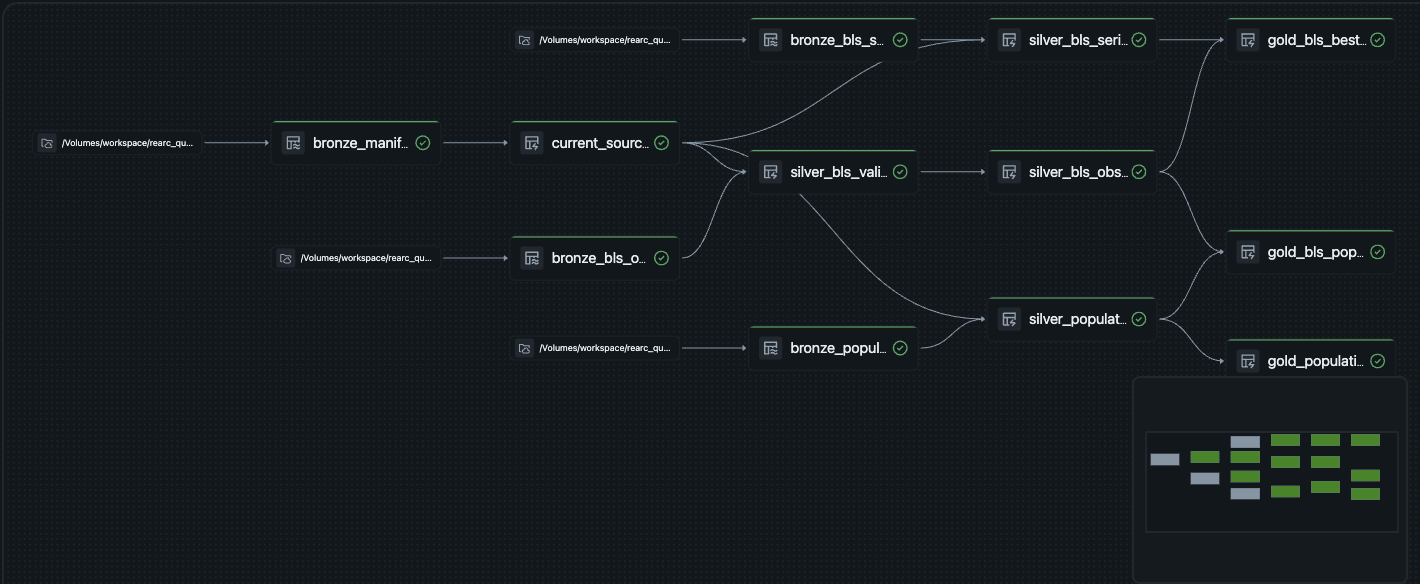 /Volumes/workspace/rearc_qu...
bronze_bls_s...
silver_bls_seri...
gold_bls_best...
/Volumes/workspace/rearc_qu...
bronze_manif...
current_sourc...
silver_bls_vali...
silver_bls_obs...
/Volumes/workspace/rearc_qu...
bronze_bls_o...
gold_bls_pop...
silver_populat...
/Volumes/workspace/rearc_qu...
bronze_popul...
gold_populati...